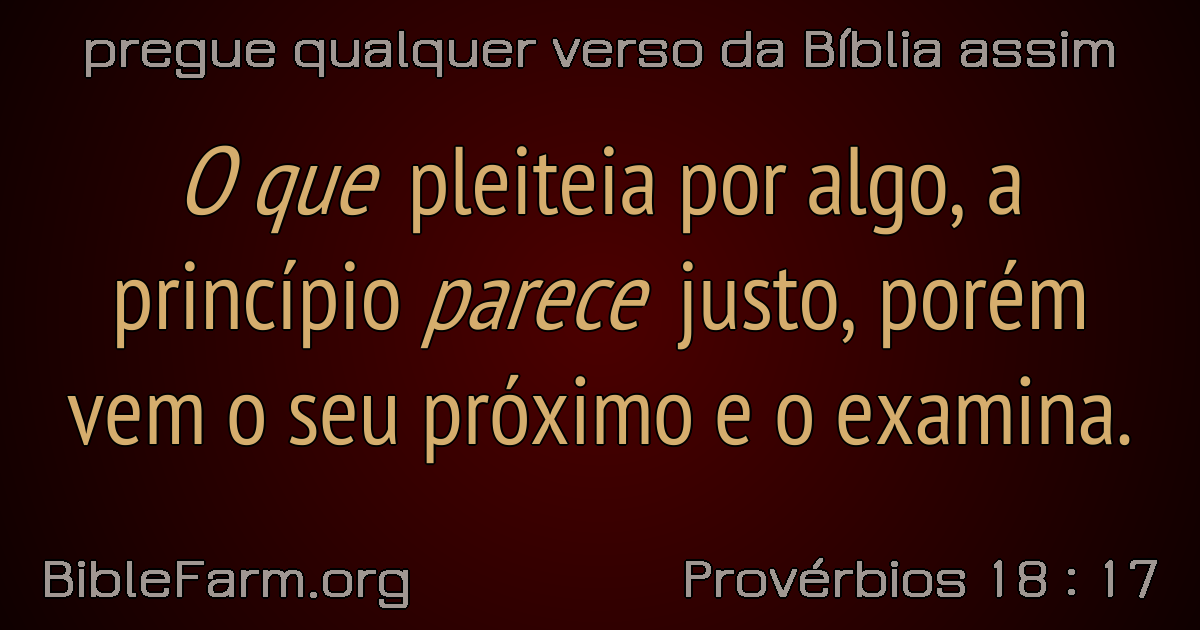 pregue qualquer verso da Bíblia assim
O que pleiteia por algo, a
princípio parece justo, porém
vem o seu próximo e o examina.
BibleFarm.org
Provérbios 18 : 17